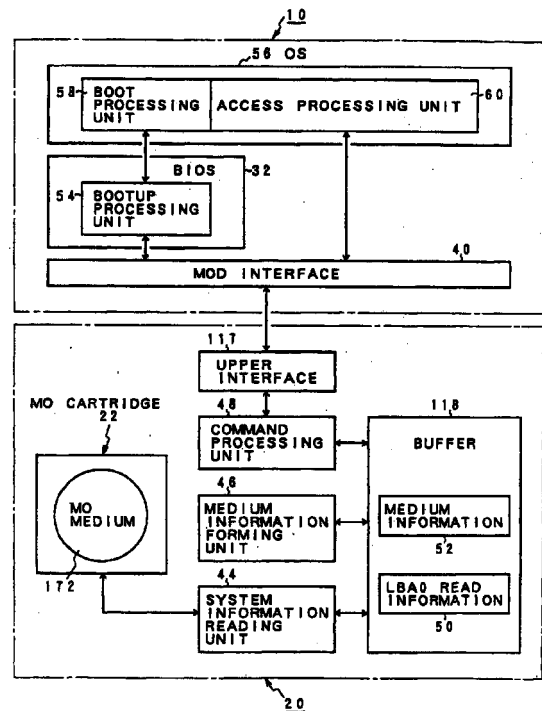 10
56 OS
58
BOOT
PROCESSING
UNIT
ACCESS PROCESSING UNIT
60
BIOS
32
54
BOOTUP
PROCESSING
UNIT
40
MOD INTERFACE
117
UPPER
INTERFACE
MO CARTRIDGE
22
48
COMMAND
PROCESSING
UNIT
118
BUFFER
MO
MEDIUM
172
46
MEDIUM
INFORMATION
FORMING
UNIT
MEDIUM
INFORMATION
52
44
SYSTEM
INFORMATION
READING
UNIT
LBA0 READ
INFORMATION
50
20